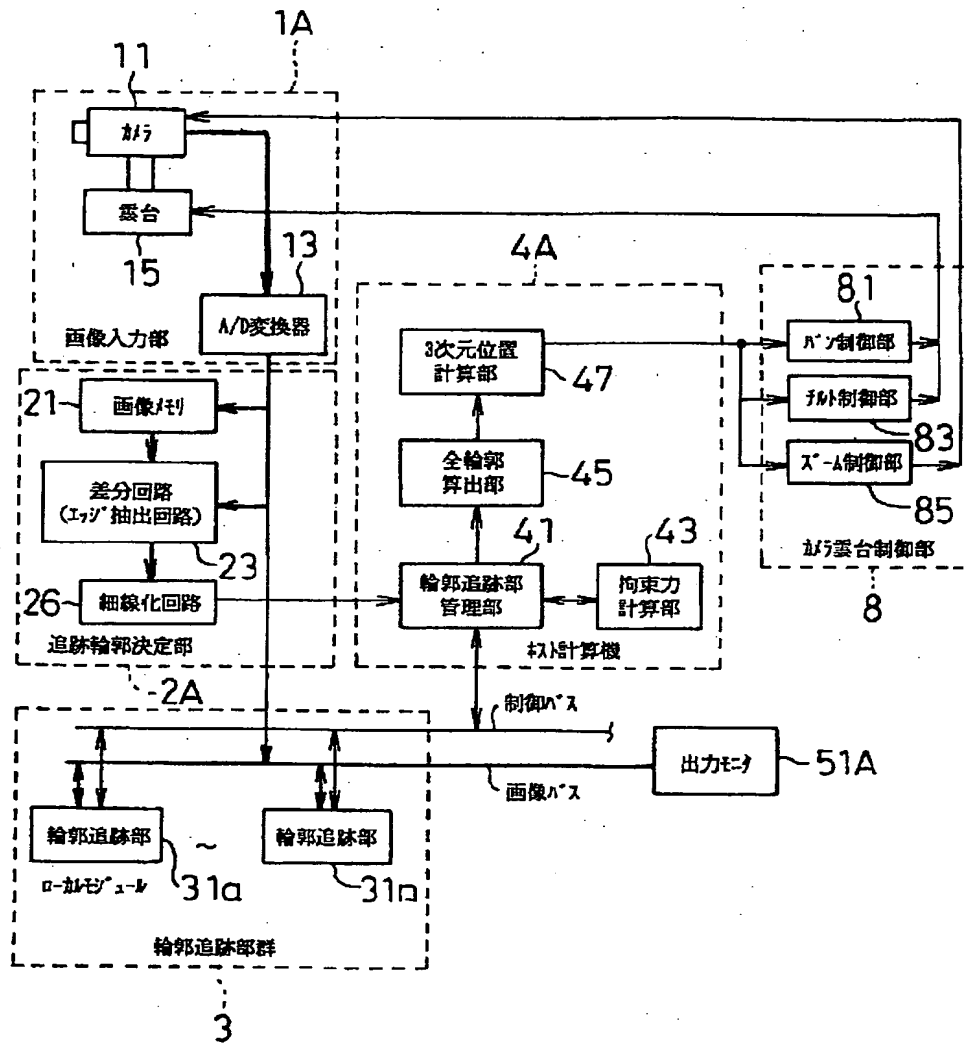 1A
11
カメラ
雲台
15
13
A/D変換器
画像入力部
4A
81
パン制御部
3次元位置
計算部
47
チルト制御部
83
ズーム制御部
85
カメラ雲台制御部
8
21
画像メモリ
差分回路
(エッジ抽出回路)
23
26
細線化回路
追跡輪郭決定部
2A
全輪郭
算出部
45
41
43
輪郭追跡部
管理部
拘束力
計算部
ホスト計算機
制御バス
画像バス
出力モニタ
51A
輪郭追跡部
31a
~
輪郭追跡部
31n
ローカルモジュール
輪郭追跡部群
3